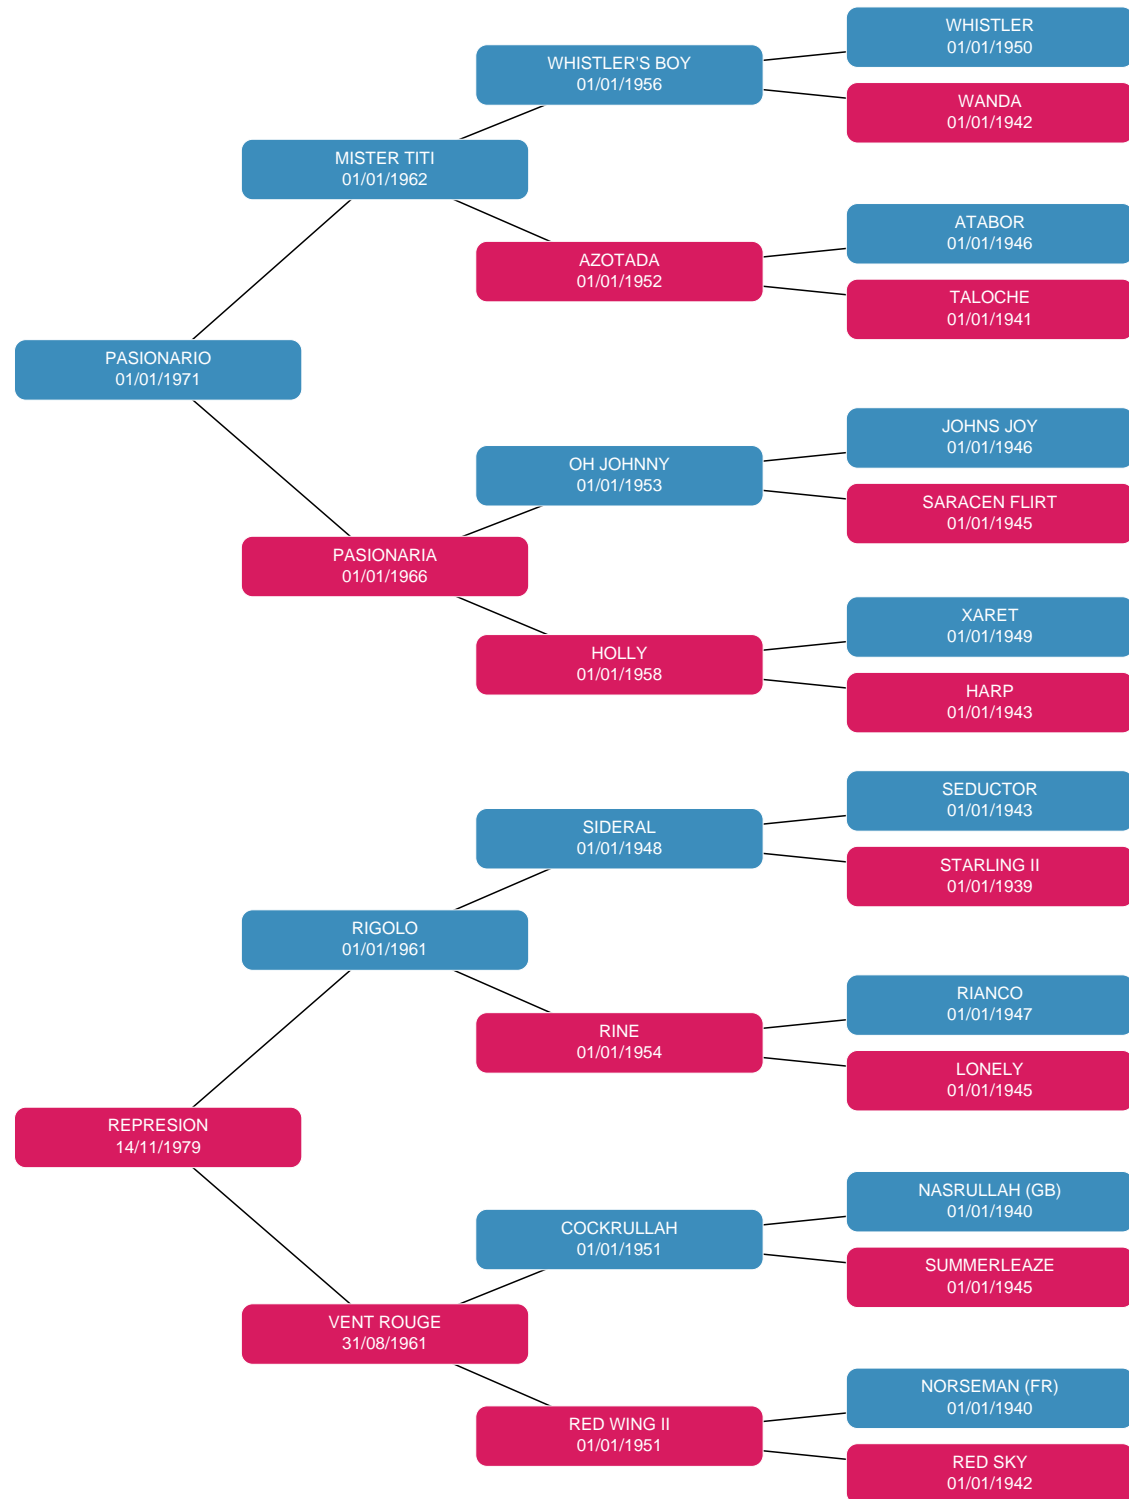 WHISTLER
01/01/1950
WHISTLER'S BOY
01/01/1956
WANDA
01/01/1942
MISTER TITI
01/01/1962
ATABOR
01/01/1946
AZOTADA
01/01/1952
TALOCHE
01/01/1941
PASIONARIO
01/01/1971
JOHNS JOY
01/01/1946
OH JOHNNY
01/01/1953
SARACEN FLIRT
01/01/1945
PASIONARIA
01/01/1966
XARET
01/01/1949
HOLLY
01/01/1958
HARP
01/01/1943
SEDUCTOR
01/01/1943
SIDERAL
01/01/1948
STARLING II
01/01/1939
RIGOLO
01/01/1961
RIANCO
01/01/1947
RINE
01/01/1954
LONELY
01/01/1945
REPRESION
14/11/1979
NASRULLAH (GB)
01/01/1940
COCKRULLAH
01/01/1951
SUMMERLEAZE
01/01/1945
VENT ROUGE
31/08/1961
NORSEMAN (FR)
01/01/1940
RED WING II
01/01/1951
RED SKY
01/01/1942